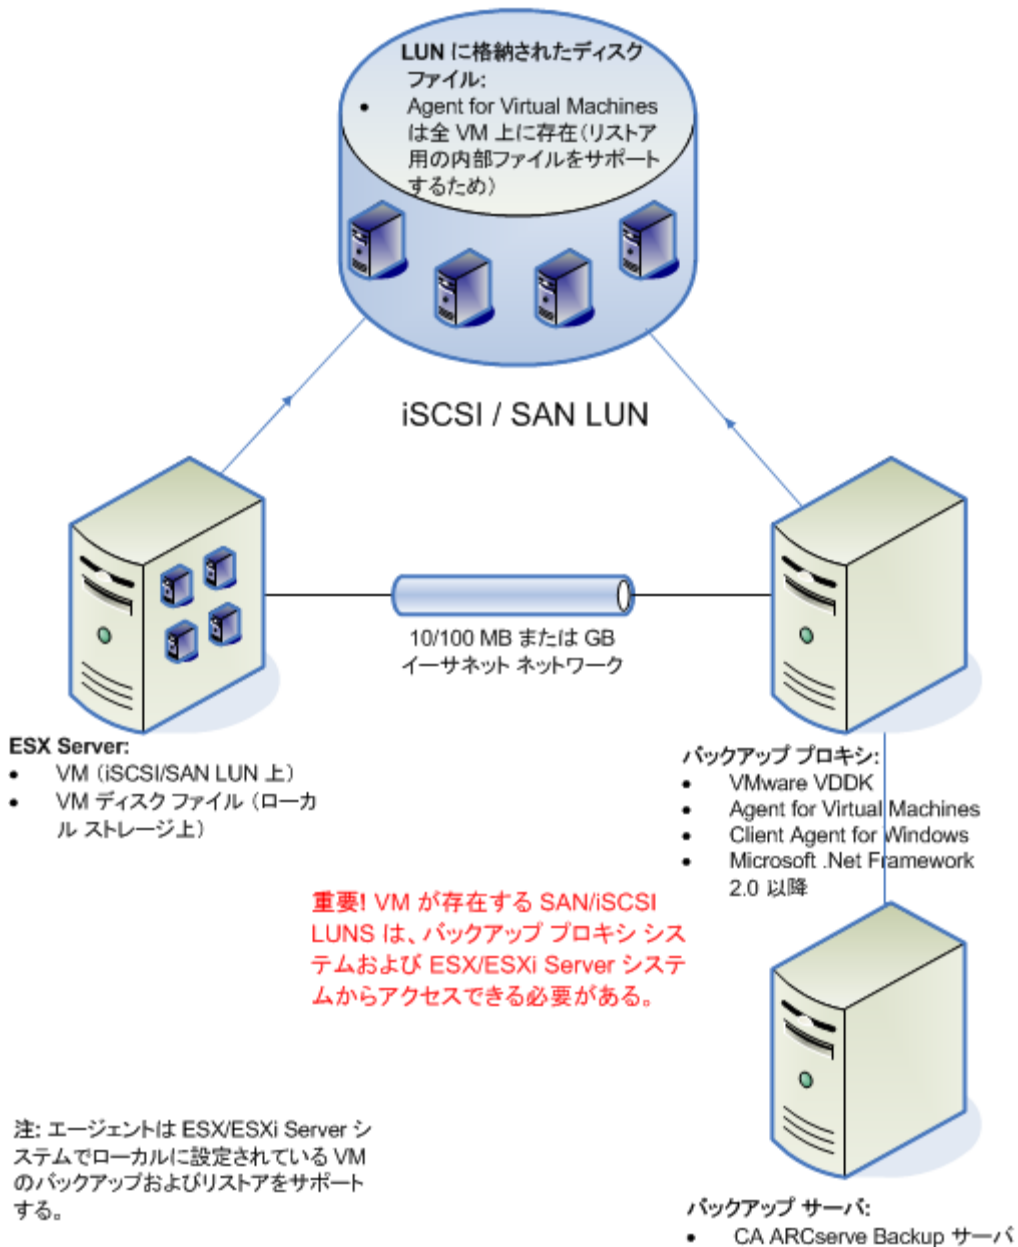 LUN に格納されたディスク
ファイル:
• Agent for Virtual Machines
は全 VM 上に存在(リストア
用の内部ファイルをサポート
するため)
iSCSI / SAN LUN
10/100 MB または GB
イーサネット ネットワーク
ESX Server:
• VM (iSCSI/SAN LUN 上)
• VM ディスク ファイル (ローカ
ル ストレージ上)
バックアップ プロキシ:
• VMware VDDK
• Agent for Virtual Machines
• Client Agent for Windows
• Microsoft .Net Framework
2.0 以降
重要! VM が存在する SAN/iSCSI
LUNS は、バックアップ プロキシ シス
テムおよび ESX/ESXi Server システ
ムからアクセスできる必要がある。
注: エージェントは ESX/ESXi Server シ
ステムでローカルに設定されている VM
のバックアップおよびリストアをサポート
する。
バックアップ サーバ:
• CA ARCserve Backup サーバ